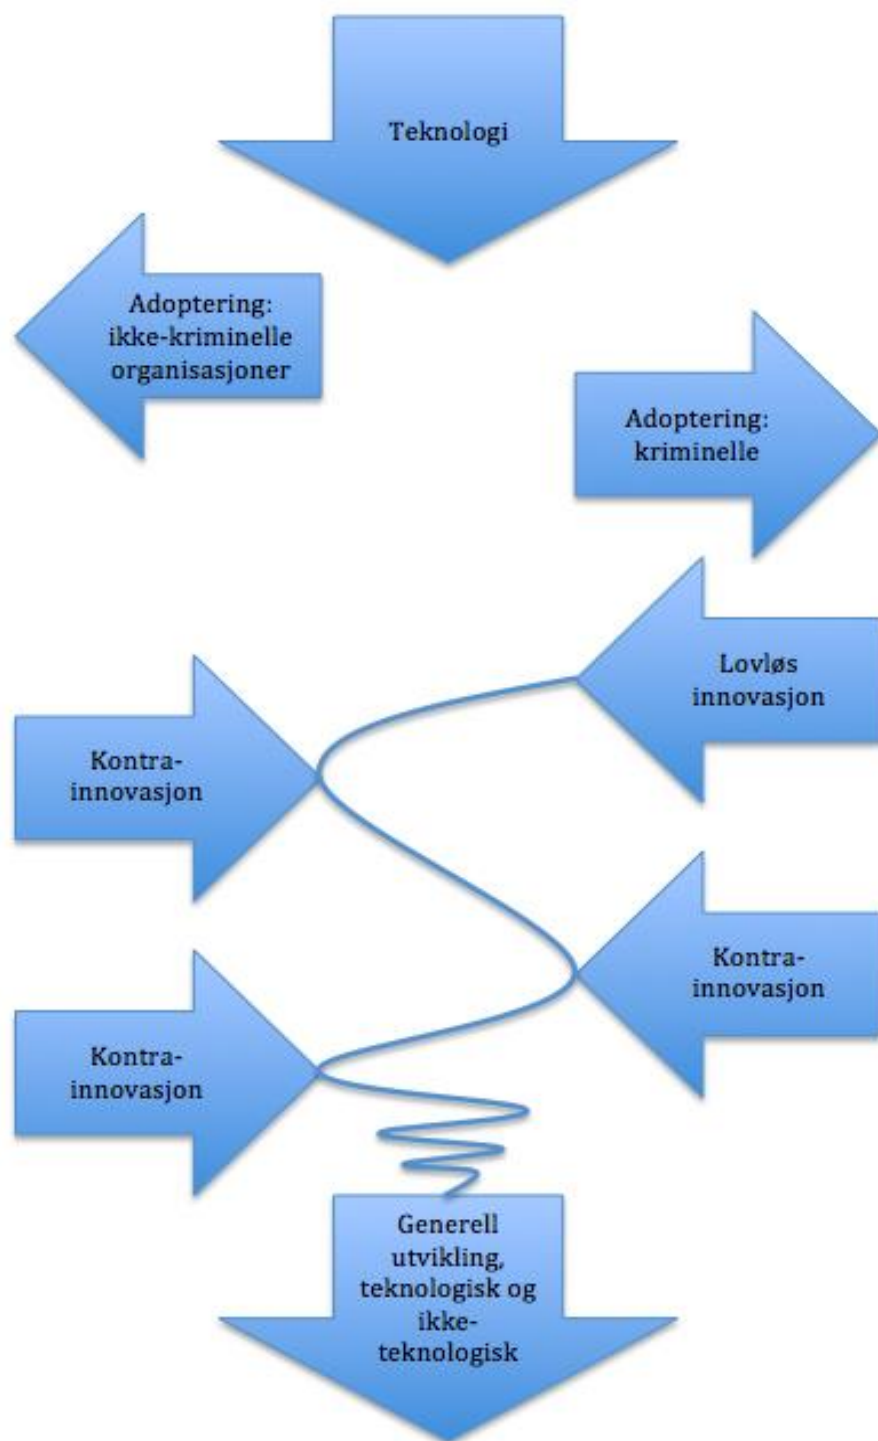 Teknologi
Adoptering:
ikke-kriminelle
organisasjoner
Adoptering:
kriminelle
Lovløs
innovasjon
Kontra-
innovasjon
Kontra-
innovasjon
Kontra-
innovasjon
Generell
utvikling,
teknologisk og
ikke-
teknologisk